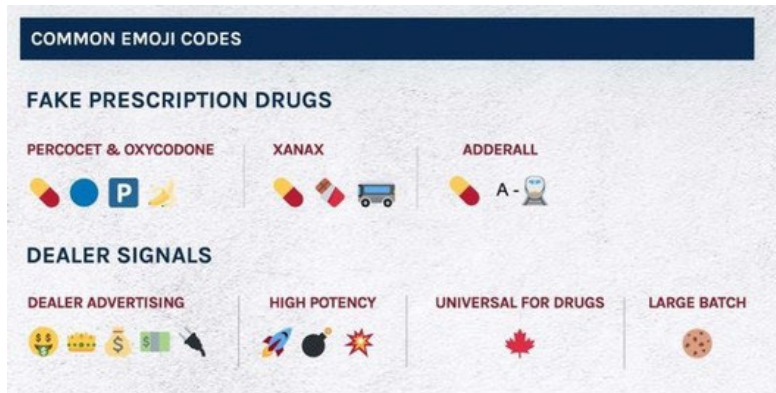 COMMON EMOJI CODES
FAKE PRESCRIPTION DRUGS
PERCOCET & OXYCODONE XANAX ADDERALL
P A -
DEALER SIGNALS
DEALER ADVERTISING HIGH POTENCY UNIVERSAL FOR DRUGS LARGE BATCH